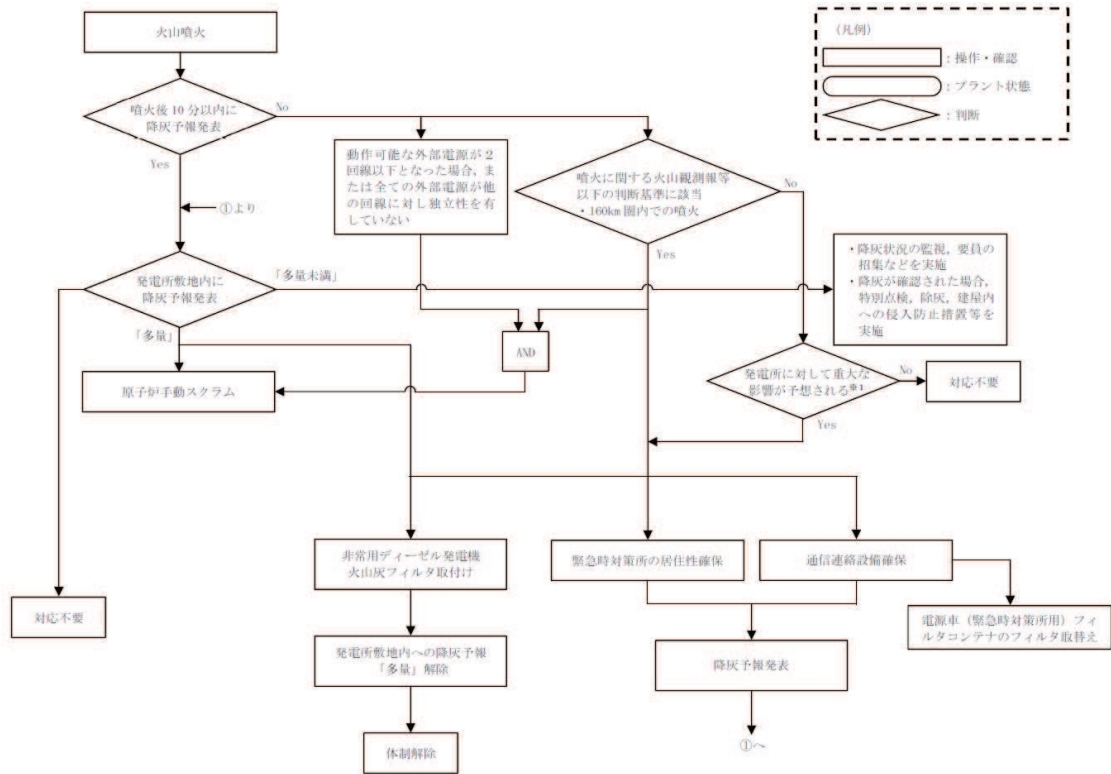 火山噴火
(凡例)
:操作・確認
:プラント状態
:判断
噴火後10分以内に
降灰予報発表
No
Yes
動作可能な外部電源が2
回線以下となった場合,ま
たは全ての外部電源が他
の回線に対し独立性を有
していない
噴火に関する火山観測報等
以下の判断基準に該当
・160km圏内での噴火
No
Yes
①より
発電所敷地内に
降灰予報発表
「多量未満」
「多量」
・降灰状況の監視,要員の
招集などを実施
・降灰が確認された場合,
特別点検,除灰,建屋内
への侵入防止措置等を
実施
AND
原子炉手動スクラム
発電所に対して重大な
影響が予想される※1
No
対応不要
Yes
非常用ディーゼル発電機
火山灰フィルタ取付け
緊急時対策所の居住性確保
通信連絡設備確保
対応不要
電源車(緊急時対策所用)フィ
ルタコンテナのフィルタ取替え
発電所敷地内への降灰予報
「多量」解除
降灰予報発表
体制解除
①へ